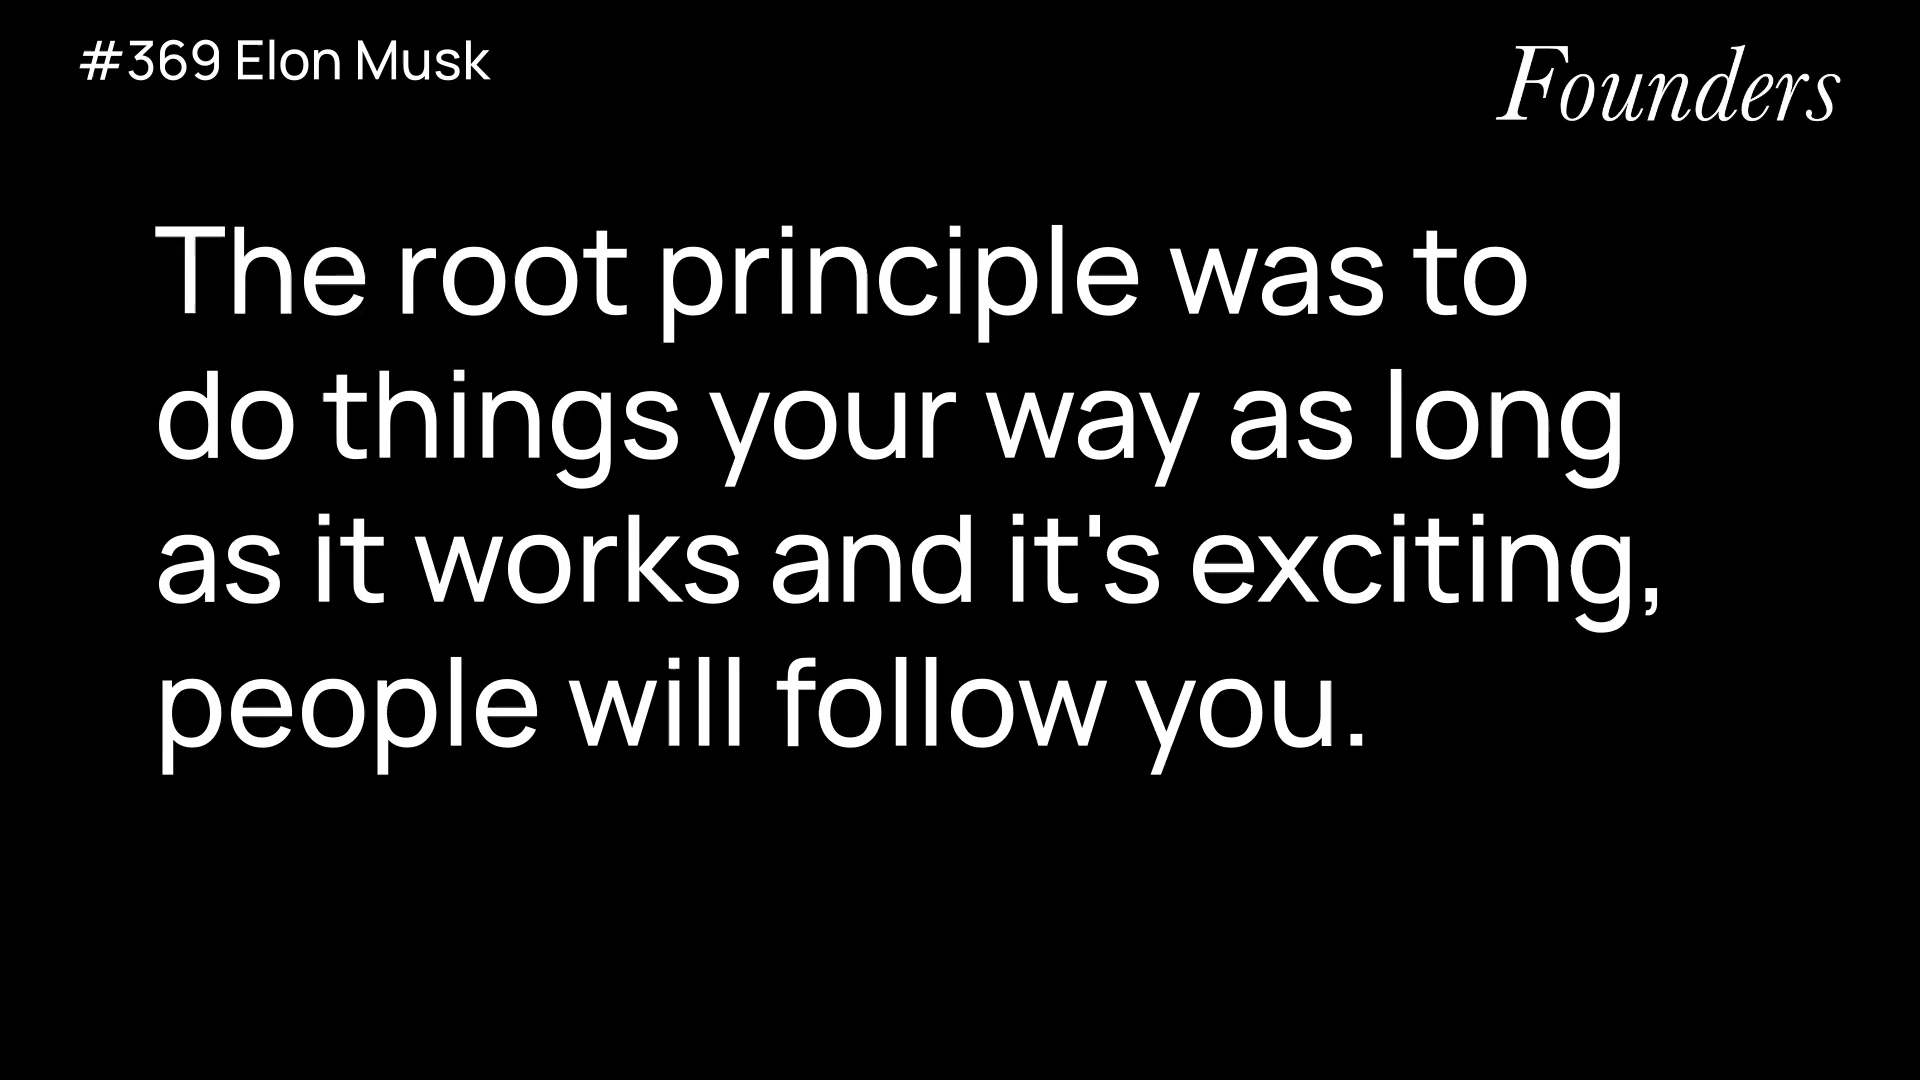 #369 Elon Musk
Founders
The root principle was to
do things your way as long
as it works and it's exciting,
people will follow you.